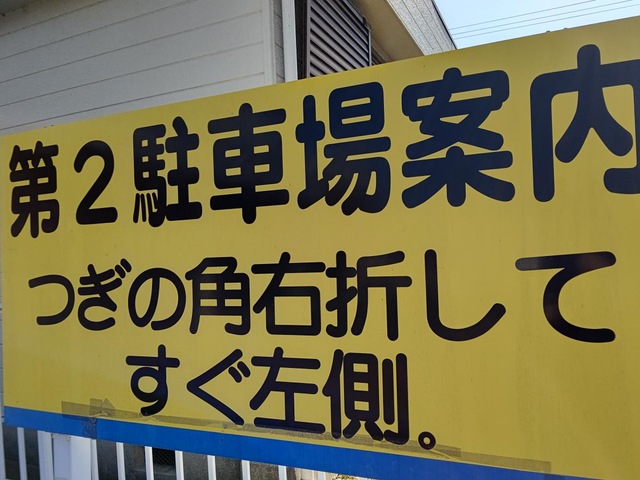 第2駐車場案内
つぎの角右折して
すぐ左側。